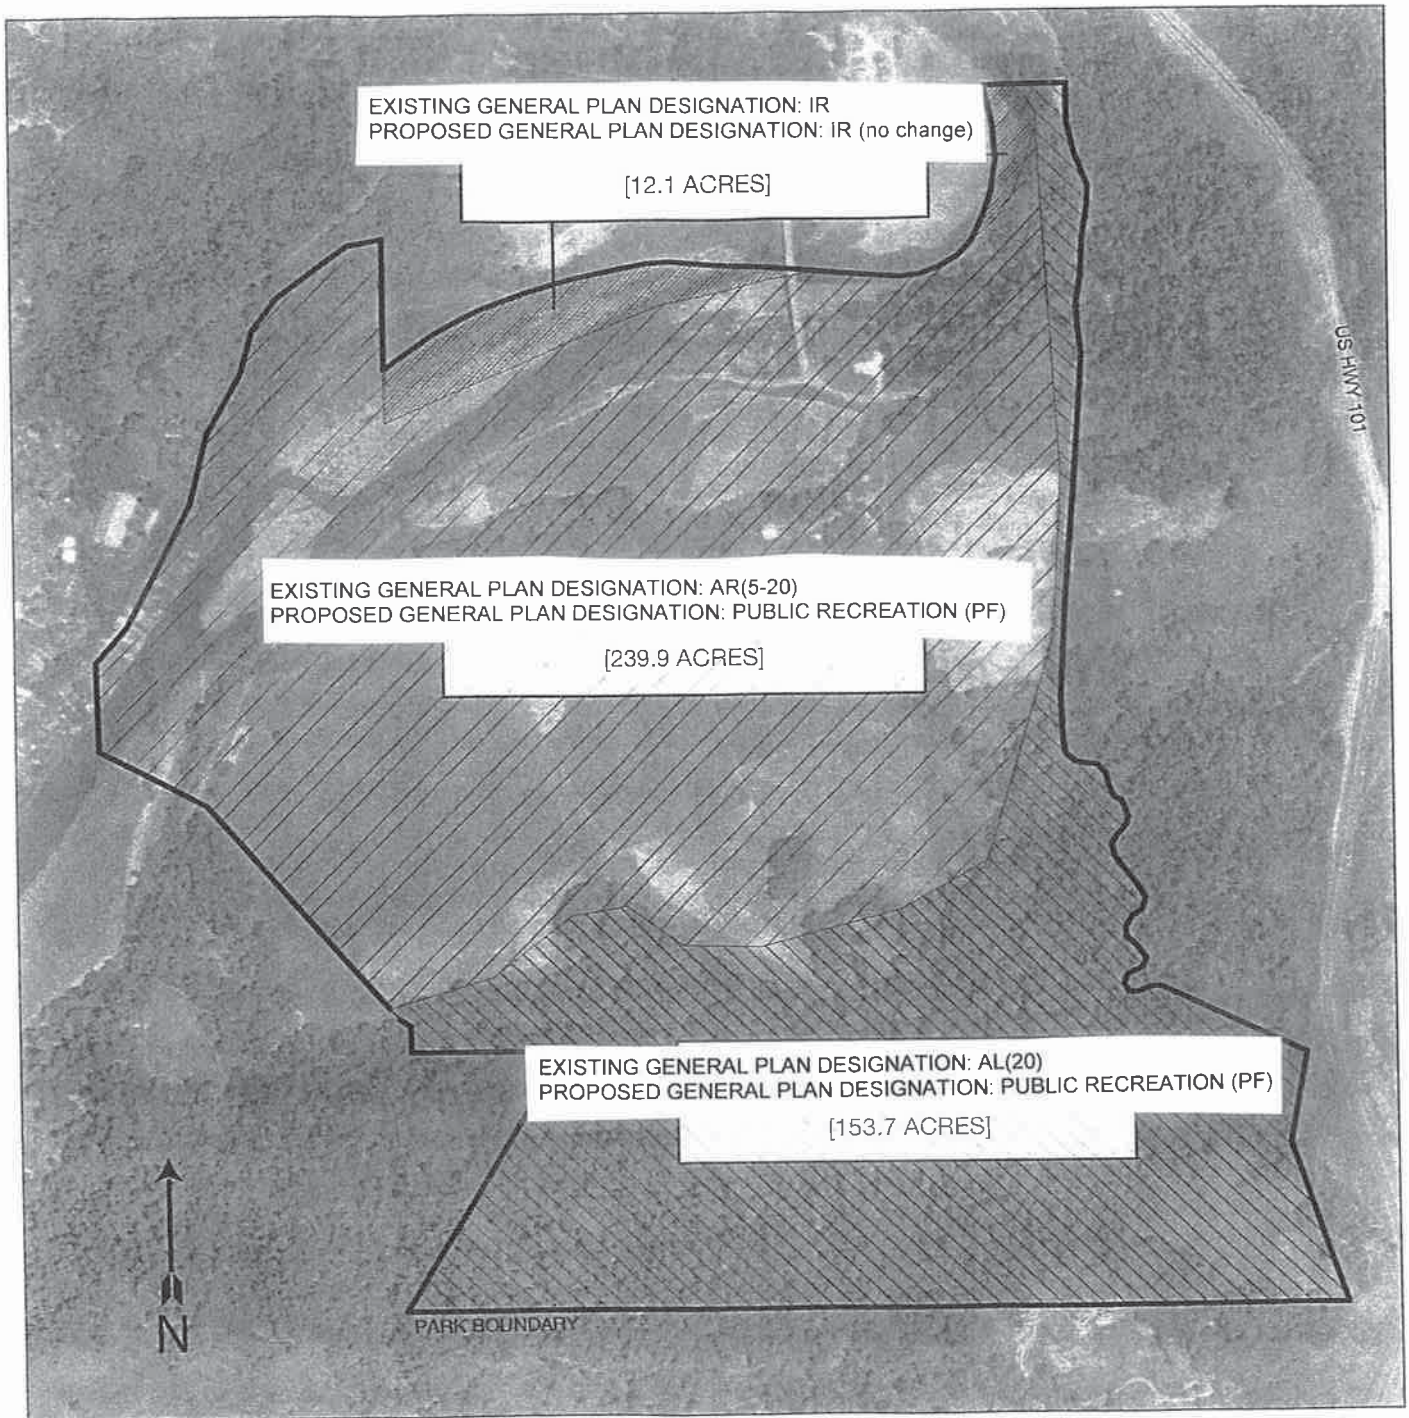 EXISTING GENERAL PLAN DESIGNATION: IR
PROPOSED GENERAL PLAN DESIGNATION: IR (no change)
[12.1 ACRES]
US HWY 101
EXISTING GENERAL PLAN DESIGNATION: AR(5-20)
PROPOSED GENERAL PLAN DESIGNATION: PUBLIC RECREATION (PF)
[239.9 ACRES]
EXISTING GENERAL PLAN DESIGNATION: AL(20)
PROPOSED GENERAL PLAN DESIGNATION: PUBLIC RECREATION (PF)
[153.7 ACRES]
N
PARK BOUNDARY